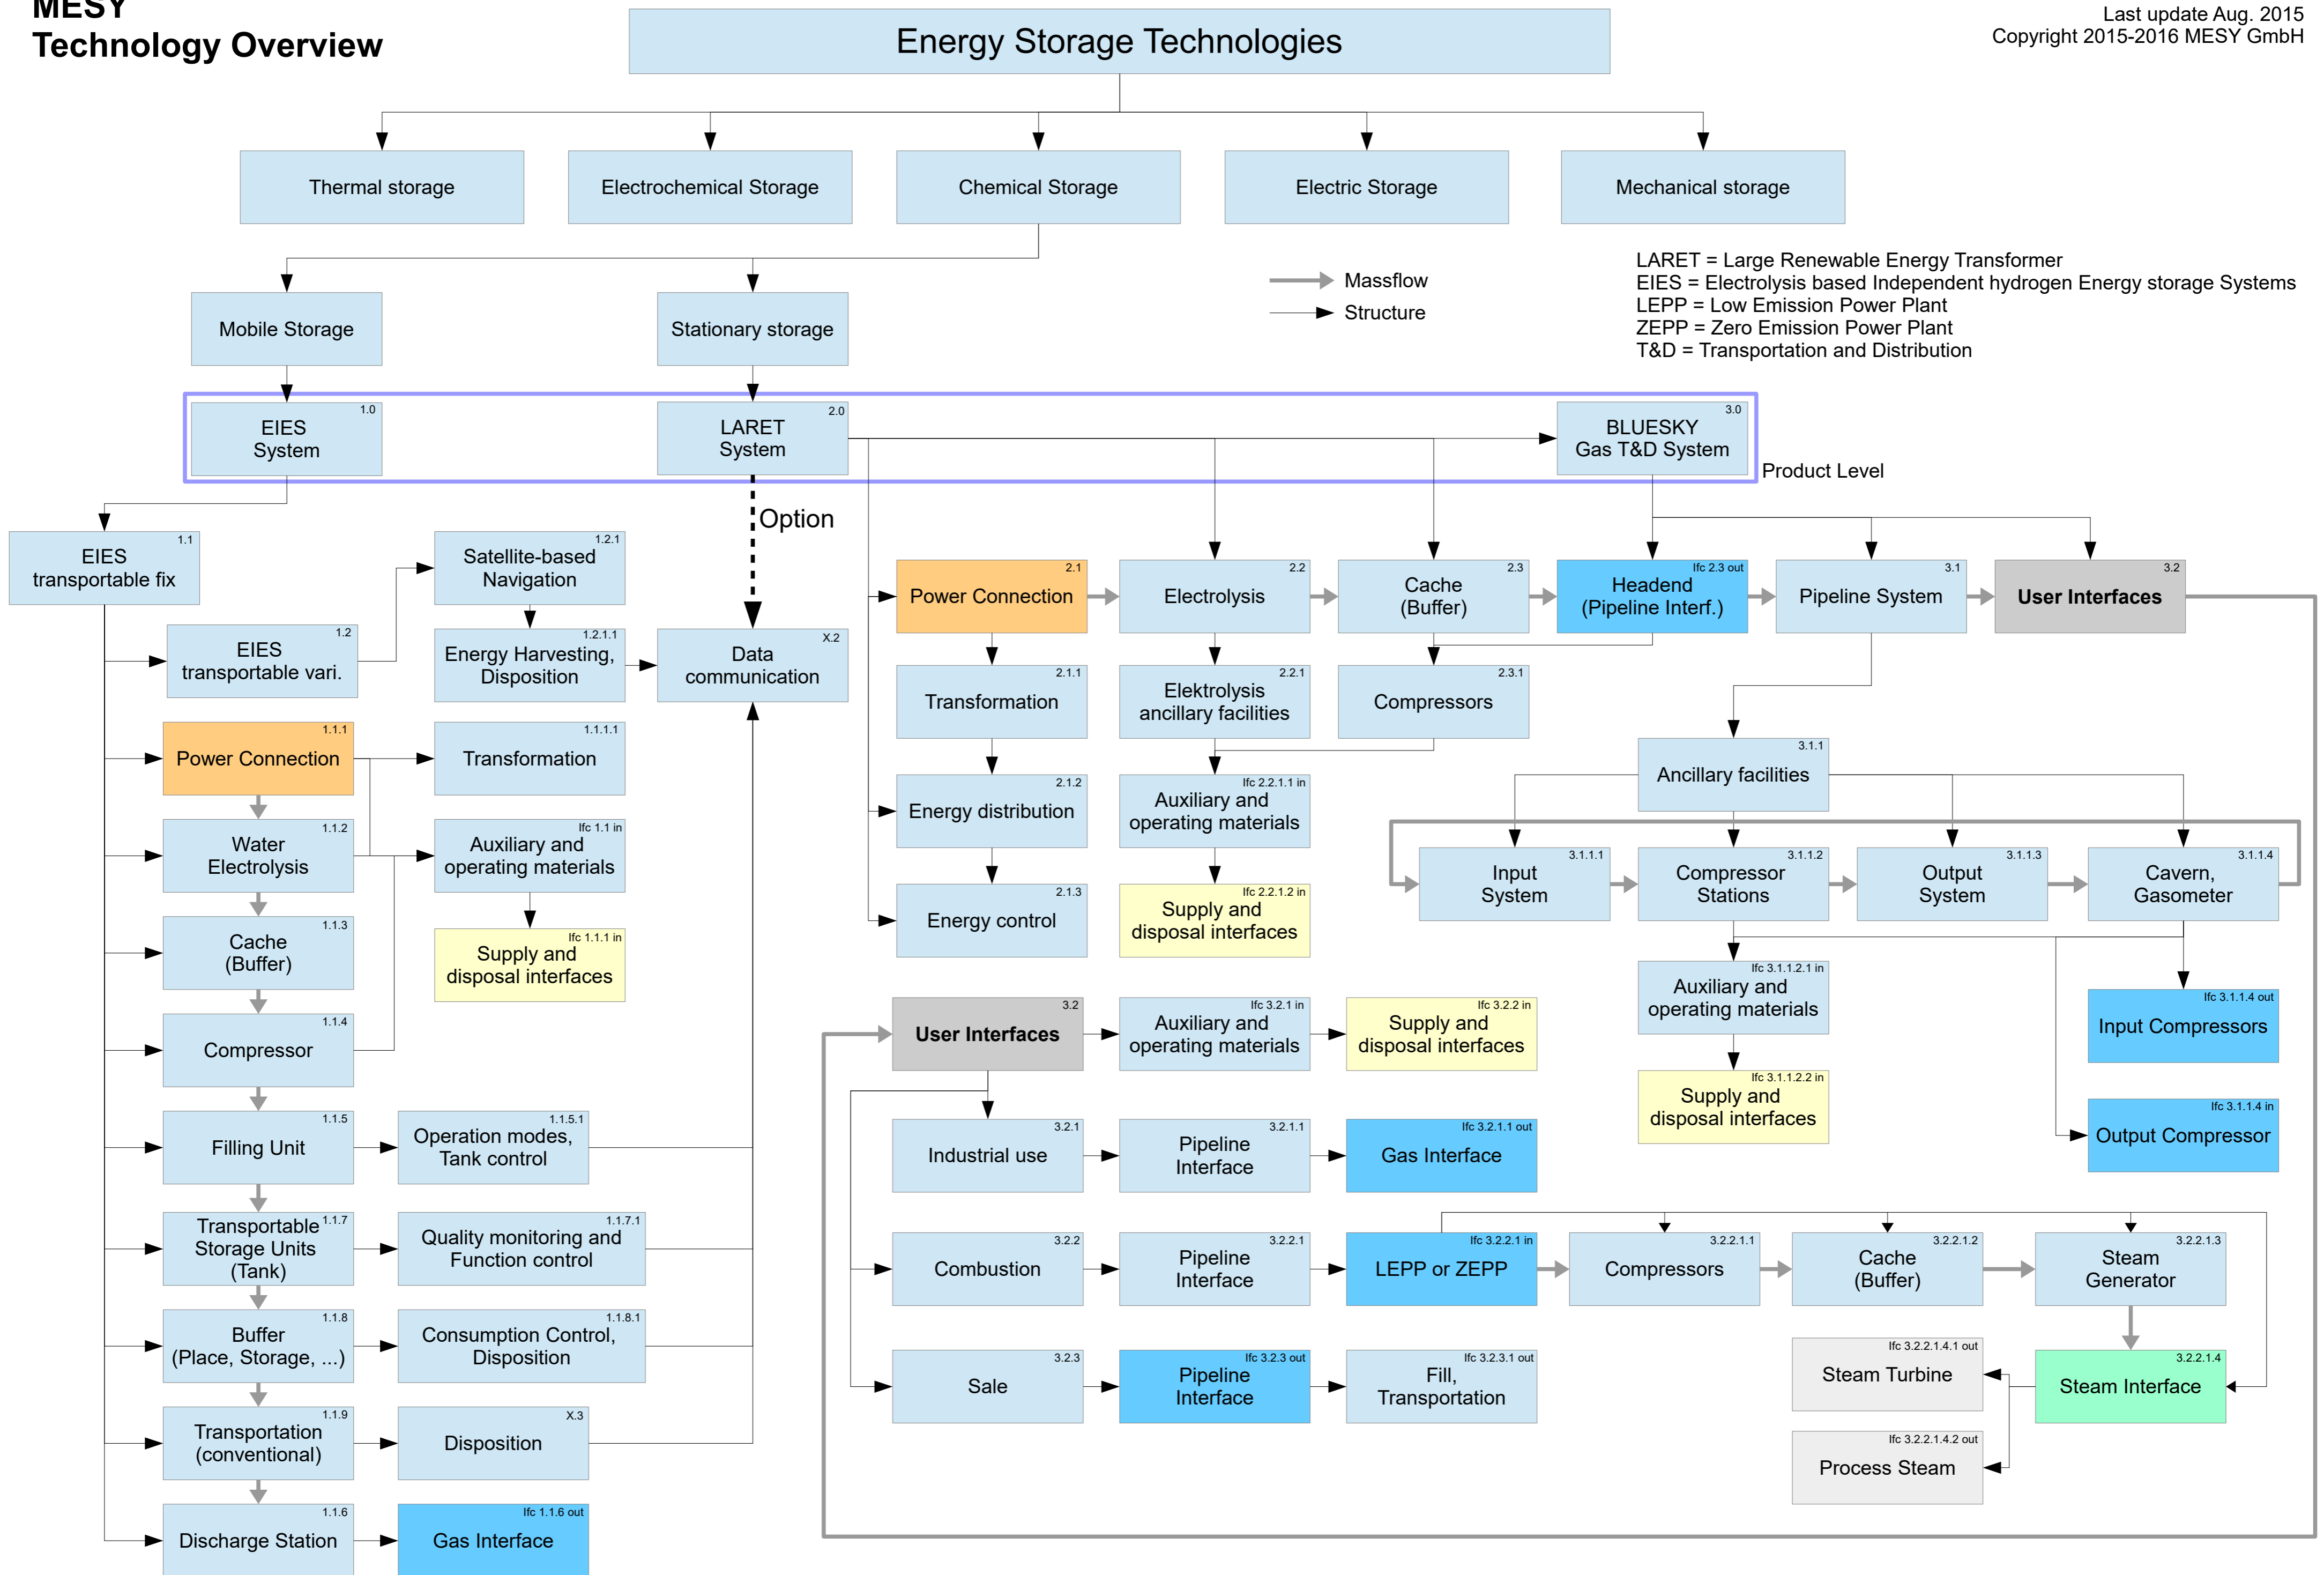 MESY
Technology Overview
Energy Storage Technologies
Last update Aug. 2015
Copyright 2015-2016 MESY GmbH
Thermal storage
Electrochemical Storage
Chemical Storage
Electric Storage
Mechanical storage
Massflow
Structure
LARET = Large Renewable Energy Transformer
EIES = Electrolysis based Independent hydrogen Energy storage Systems
LEPP = Low Emission Power Plant
ZEPP = Zero Emission Power Plant
T&D = Transportation and Distribution
Mobile Storage
Stationary storage
1.0
EIES
System
2.0
LARET
System
3.0
BLUESKY
Gas T&D System
Product Level
Option
1.1
EIES
transportable fix
1.2.1
Satellite-based
Navigation
1.2
EIES
transportable vari.
1.2.1.1
Energy Harvesting,
Disposition
X.2
Data
communication
2.1
Power Connection
2.2
Electrolysis
2.3
Cache
(Buffer)
Ifc 2.3 out
Headend
(Pipeline Interf.)
3.1
Pipeline System
3.2
User Interfaces
2.1.1
Transformation
2.2.1
Elektrolysis
ancillary facilities
2.3.1
Compressors
1.1.1
Power Connection
1.1.1.1
Transformation
3.1.1
Ancillary facilities
2.1.2
Energy distribution
Ifc 2.2.1.1 in
Auxiliary and
operating materials
1.1.2
Water
Electrolysis
Ifc 1.1 in
Auxiliary and
operating materials
2.1.3
Energy control
Ifc 2.2.1.2 in
Supply and
disposal interfaces
3.1.1.1
Input
System
3.1.1.2
Compressor
Stations
3.1.1.3
Output
System
3.1.1.4
Cavern,
Gasometer
1.1.3
Cache
(Buffer)
Ifc 1.1.1 in
Supply and
disposal interfaces
Ifc 3.1.1.2.1 in
Auxiliary and
operating materials
Ifc 3.1.1.4 out
Input Compressors
1.1.4
Compressor
3.2
User Interfaces
Ifc 3.2.1 in
Auxiliary and
operating materials
Ifc 3.2.2 in
Supply and
disposal interfaces
Ifc 3.1.1.2.2 in
Supply and
disposal interfaces
Ifc 3.1.1.4 in
Output Compressor
1.1.5
Filling Unit
1.1.5.1
Operation modes,
Tank control
3.2.1
Industrial use
3.2.1.1
Pipeline
Interface
Ifc 3.2.1.1 out
Gas Interface
1.1.7
Transportable
Storage Units
(Tank)
1.1.7.1
Quality monitoring and
Function control
3.2.2
Combustion
3.2.2.1
Pipeline
Interface
Ifc 3.2.2.1 in
LEPP or ZEPP
3.2.2.1.1
Compressors
3.2.2.1.2
Cache
(Buffer)
3.2.2.1.3
Steam
Generator
1.1.8
Buffer
(Place, Storage, ...)
1.1.8.1
Consumption Control,
Disposition
3.2.3
Sale
Ifc 3.2.3 out
Pipeline
Interface
Ifc 3.2.3.1 out
Fill,
Transportation
Ifc 3.2.2.1.4.1 out
Steam Turbine
3.2.2.1.4
Steam Interface
1.1.9
Transportation
(conventional)
X.3
Disposition
Ifc 3.2.2.1.4.2 out
Process Steam
1.1.6
Discharge Station
Ifc 1.1.6 out
Gas Interface